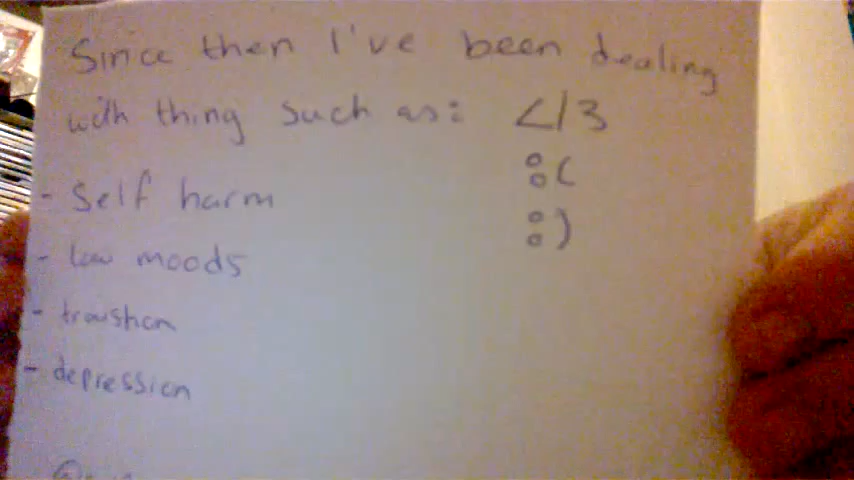 Since then I've been dealing
with thing such as: </3
:(
:)
- Self harm
- low moods
-
- depression